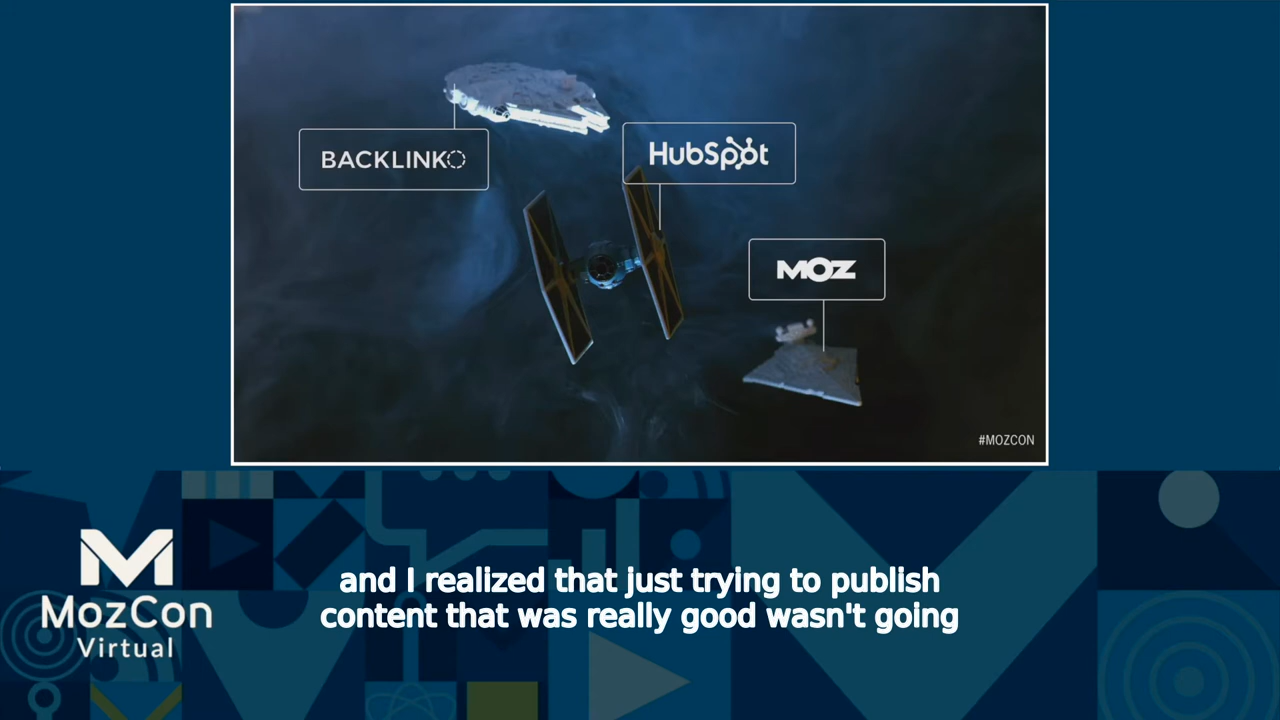 BACKLINKO
HubSpot
MOZ
#MOZCON
M
MozCon
Virtual
and I realized that just trying to publish
content that was really good wasn't going